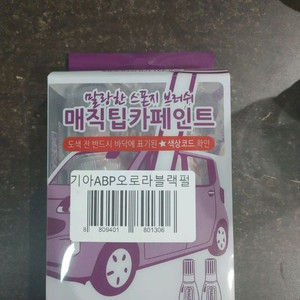 말랑한 스폰지 브러쉬
매직팁카페인트
도색 전 반드시 바닥에 표기된 ★색상코드 확인
기아ABP오로라블랙펄
8 809401 801306